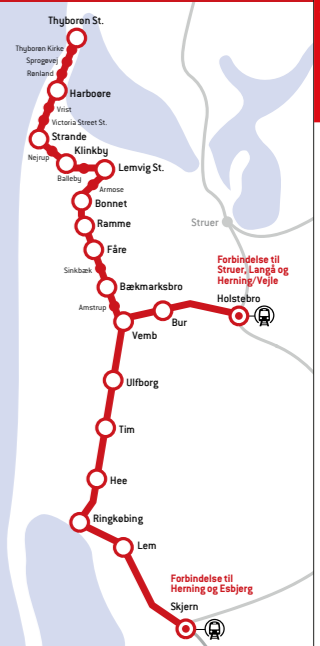 Thyborøn St.
Thyborøn Kirke
Sprogøvej
Rønland
Harboøre
Vrist
Victoria Street St.
Strande
Nejrup
Klinkby
Balleby
Lemvig St.
Armose
Bonnet
Ramme
Struer
Fåre
Sinkbæk
Forbindelse til
Struer, Langå og
Herning/Vejle
Bækmarksbro
Holstebro
Amstrup
Bur
Vemb
Ulfborg
Tim
Hee
Ringkøbing
Lem
Forbindelse til
Herning og Esbjerg
Skjern